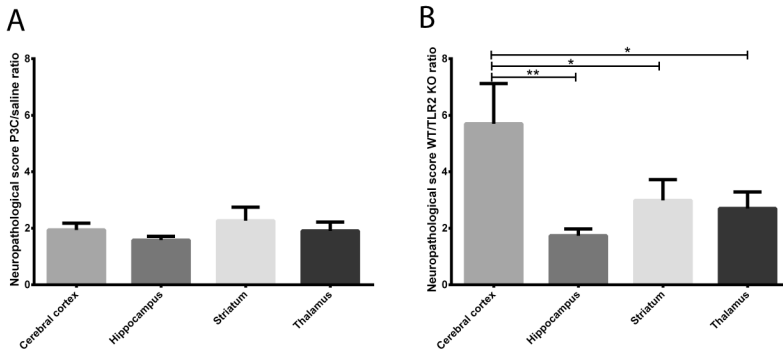 A
Neuropathological score P3C/saline ratio
8
6
4
2
0
Cerebral cortex
Hippocampus
Striatum
Thalamus
B
Neuropathological score WT/TLR2 KO ratio
8
6
4
2
0
*
*
**
Cerebral cortex
Hippocampus
Striatum
Thalamus